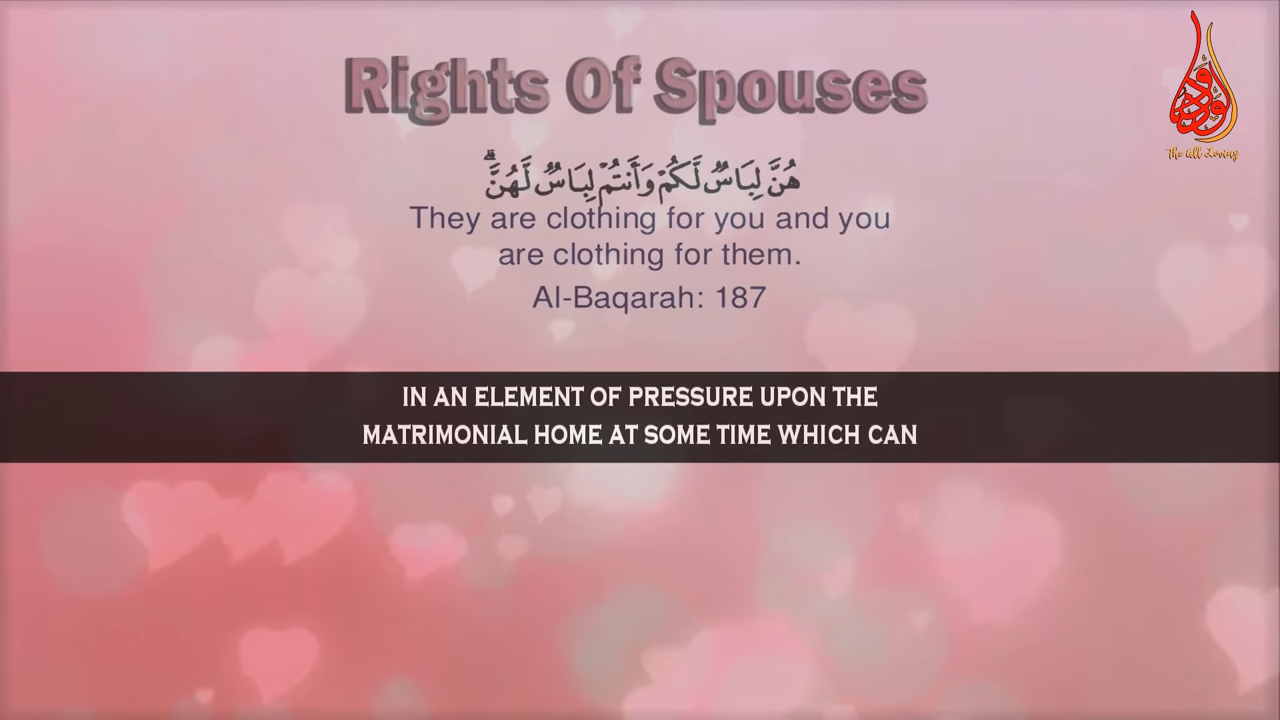 Rights Of Spouses
هُنَّ لِبَاسٌ لَّكُمْ وَأَنتُمْ لِبَاسٌ لَّهُنَّ ۗ
They are clothing for you and you
are clothing for them.
Al-Baqarah: 187
IN AN ELEMENT OF PRESSURE UPON THE
MATRIMONIAL HOME AT SOME TIME WHICH CAN
The All Loving